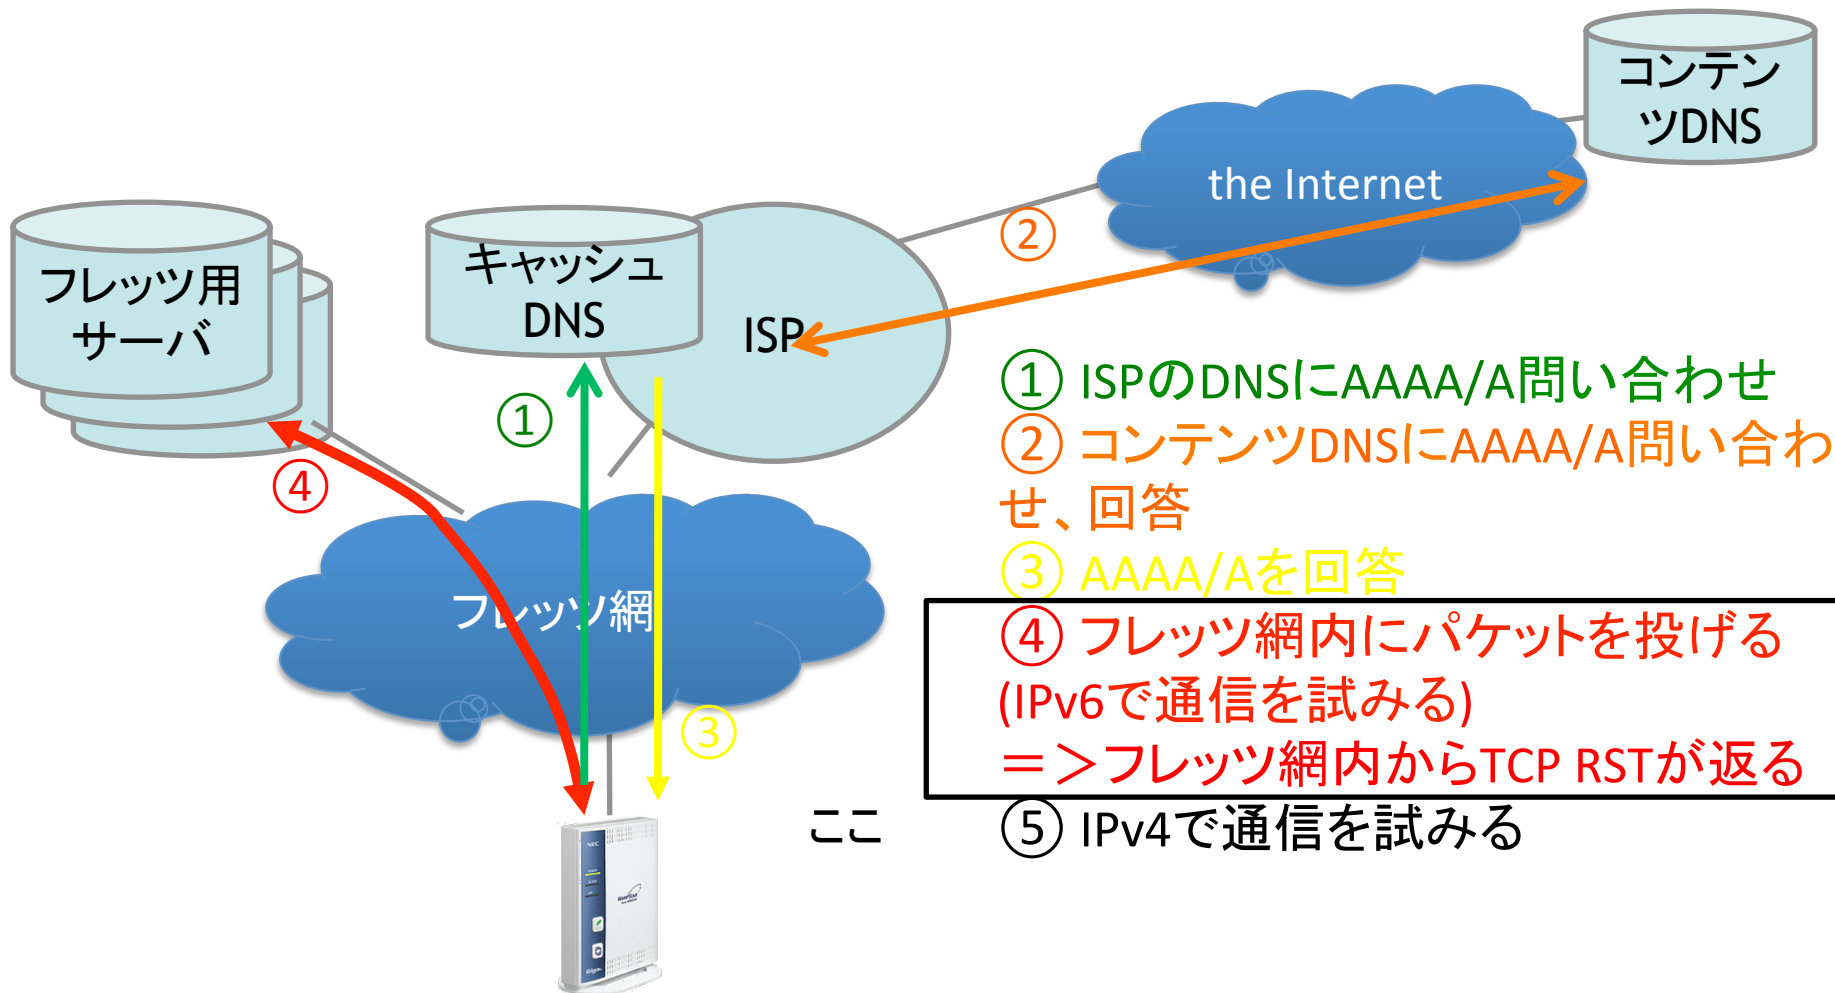 コンテン
ツDNS
the Internet
②
フレッツ用
サーバ
キャッシュ
DNS
ISP
①
④
フレッツ網
③
① ISPのDNSにAAAA/A問い合わせ
② コンテンツDNSにAAAA/A問い合わ
せ、回答
③ AAAA/Aを回答
④ フレッツ網内にパケットを投げる
(IPv6で通信を試みる)
＝＞フレッツ網内からTCP RSTが返る
ここ
⑤ IPv4で通信を試みる
NEC